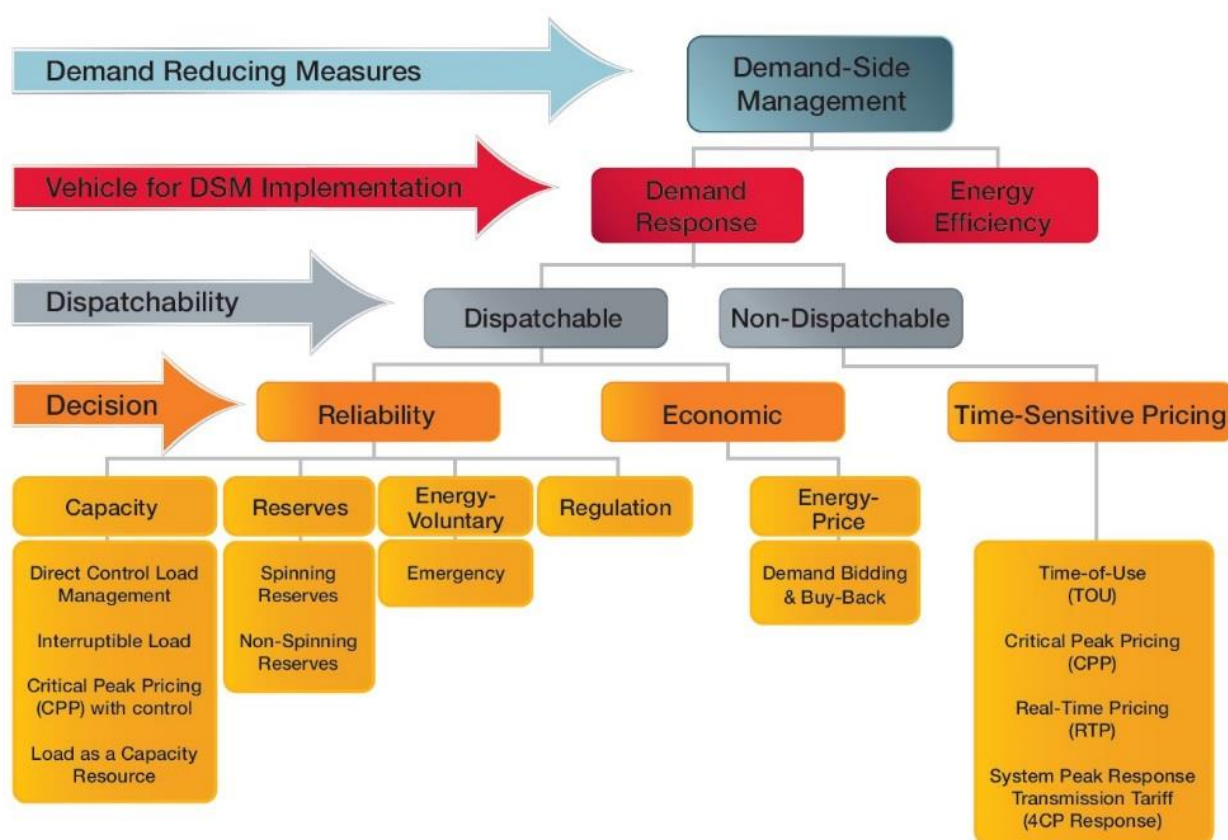 Demand Reducing Measures
Demand-Side
Management
Vehicle for DSM Implementation
Demand
Response
Energy
Efficiency
Dispatchability
Dispatchable
Non-Dispatchable
Decision
Reliability
Economic
Time-Sensitive Pricing
Capacity
Reserves
Energy-
Voluntary
Regulation
Energy-
Price
Direct Control Load
Management
Interruptible Load
Critical Peak Pricing
(CPP) with control
Load as a Capacity
Resource
Spinning
Reserves
Non-Spinning
Reserves
Emergency
Demand Bidding
& Buy-Back
Time-of-Use
(TOU)
Critical Peak Pricing
(CPP)
Real-Time Pricing
(RTP)
System Peak Response
Transmission Tariff
(4CP Response)